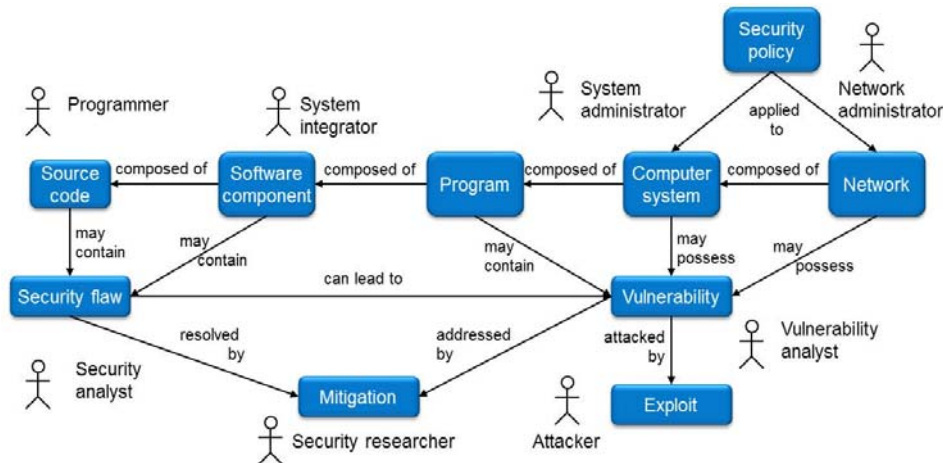 Security
policy
Programmer
System
integrator
System
administrator
Network
administrator
applied
to
Source
code
composed of
Software
component
composed of
Program
composed of
Computer
system
composed of
Network
may
contain
may
contain
may
contain
may
possess
may
possess
Security flaw
can lead to
Vulnerability
resolved
by
addressed
by
attacked
by
Vulnerability
analyst
Security
analyst
Mitigation
Exploit
Security researcher
Attacker